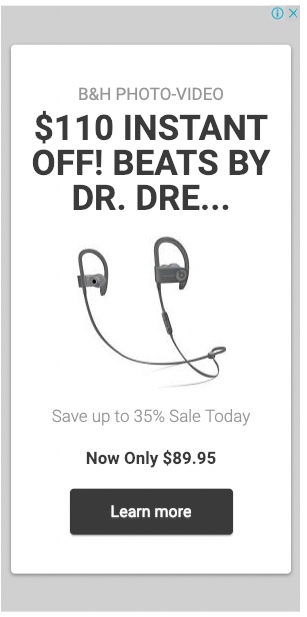 B&H PHOTO-VIDEO
$110 INSTANT
OFF! BEATS BY
DR. DRE...
Save up to 35% Sale Today
Now Only $89.95
Learn more